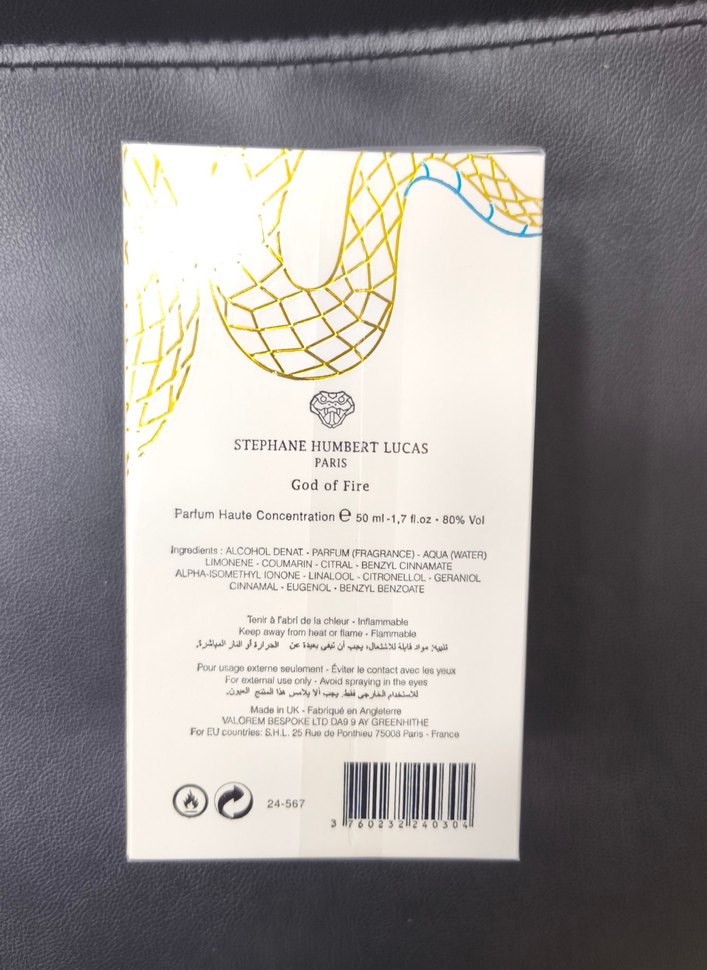 STEPHANE HUMBERT LUCAS
PARIS
God of Fire
Parfum Haute Concentration ℮ 50 ml -1,7 fl.oz - 80% Vol
Ingredients : ALCOHOL DENAT. - PARFUM (FRAGRANCE) - AQUA (WATER)
LIMONENE - COUMARIN - CITRAL - BENZYL CINNAMATE
ALPHA-ISOMETHYL IONONE - LINALOOL - CITRONELLOL - GERANIOL
CINNAMAL - EUGENOL - BENZYL BENZOATE
Tenir à l'abri de la chleur - Inflammable
Keep away from heat or flame - Flammable
تنبيه: مواد قابلة للاشتعال، يجب أن تبقى بعيدة عن الحرارة أو النار المباشرة.
Pour usage externe seulement - Éviter le contact avec les yeux
For external use only - Avoid spraying in the eyes
للاستخدام الخارجي فقط. يجب ألا يلامس هذا المنتج العيون.
Made in UK - Fabriqué en Angleterre
VALOREM BESPOKE LTD DA9 9 AY GREENHITHE
For EU countries: S.H.L. 25 Rue de Ponthieu 75008 Paris - France
24-567
3 760232 240304